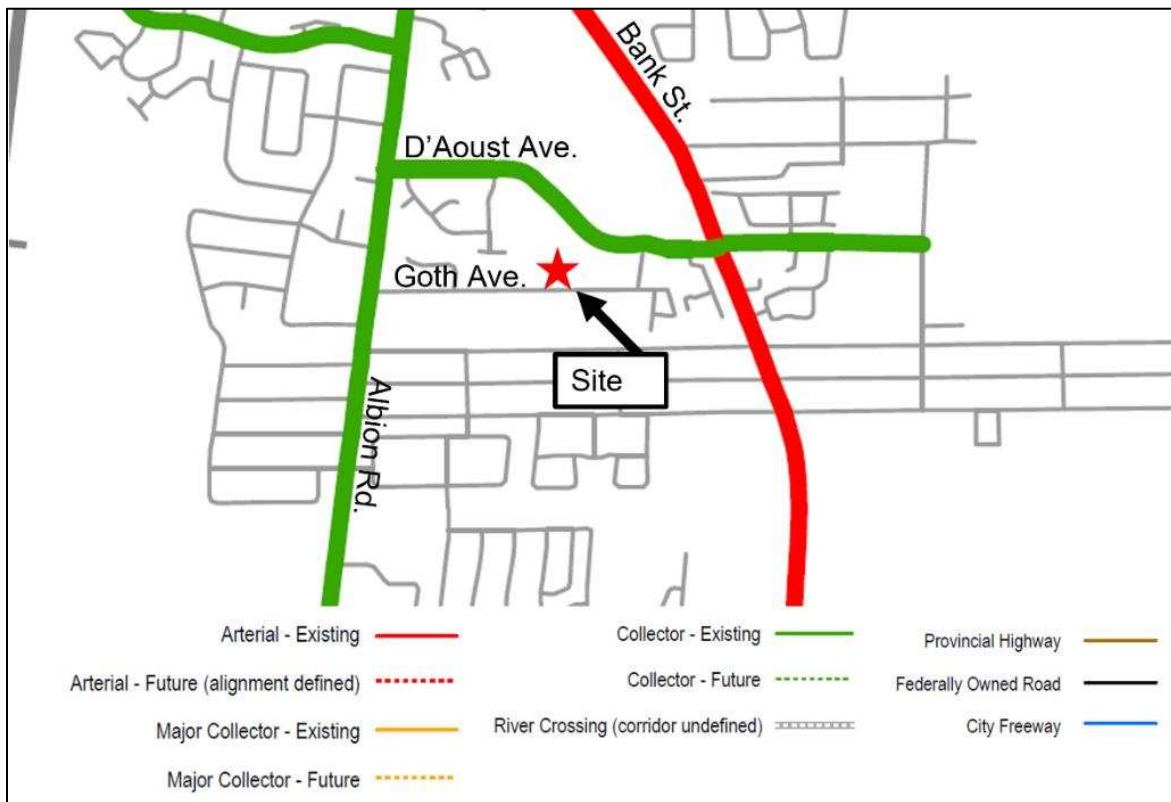 Bank St.
D'Aoust Ave.
Goth Ave.
Site
Albion Rd.
Arterial - Existing
Arterial - Future (alignment defined)
Major Collector - Existing
Major Collector - Future
Collector - Existing
Collector - Future
River Crossing (corridor undefined)
Provincial Highway
Federally Owned Road
City Freeway